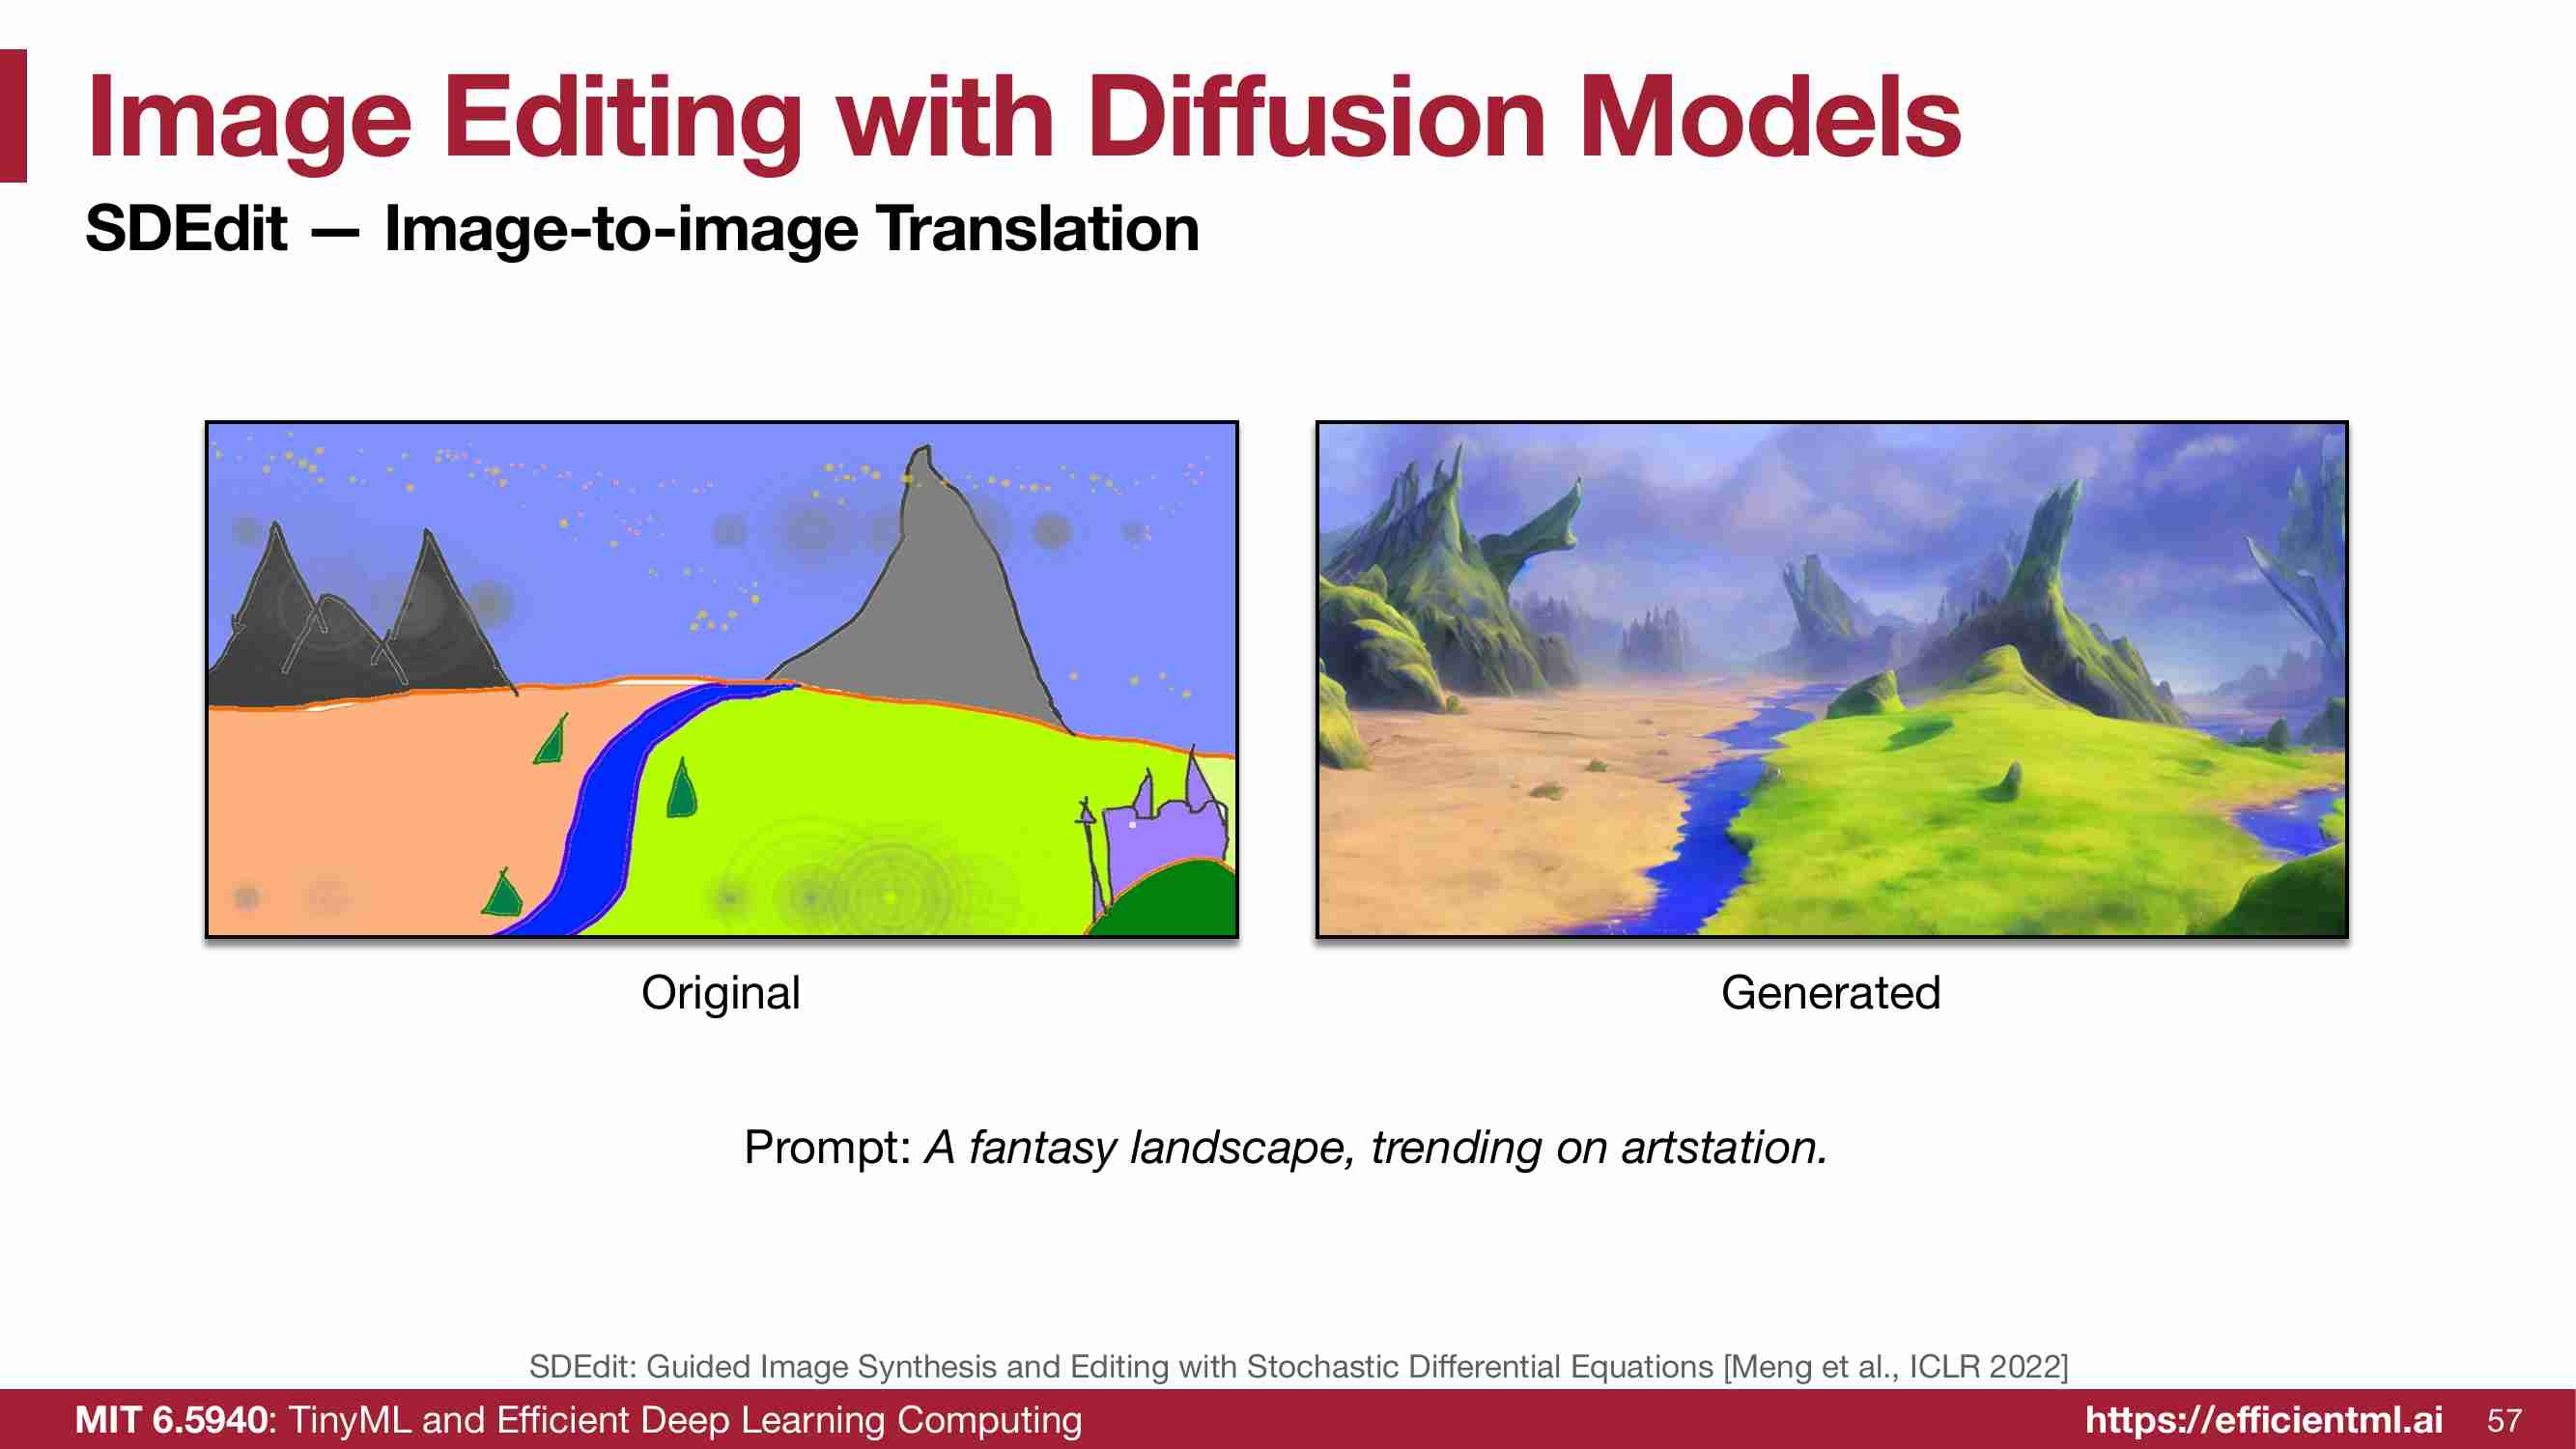 Image Editing with Diffusion Models
SDEdit — Image-to-image Translation
Original
Generated
Prompt: A fantasy landscape, trending on artstation.
SDEdit: Guided Image Synthesis and Editing with Stochastic Differential Equations [Meng et al., ICLR 2022]
MIT 6.5940: TinyML and Efficient Deep Learning Computing
https://efficientml.ai
57